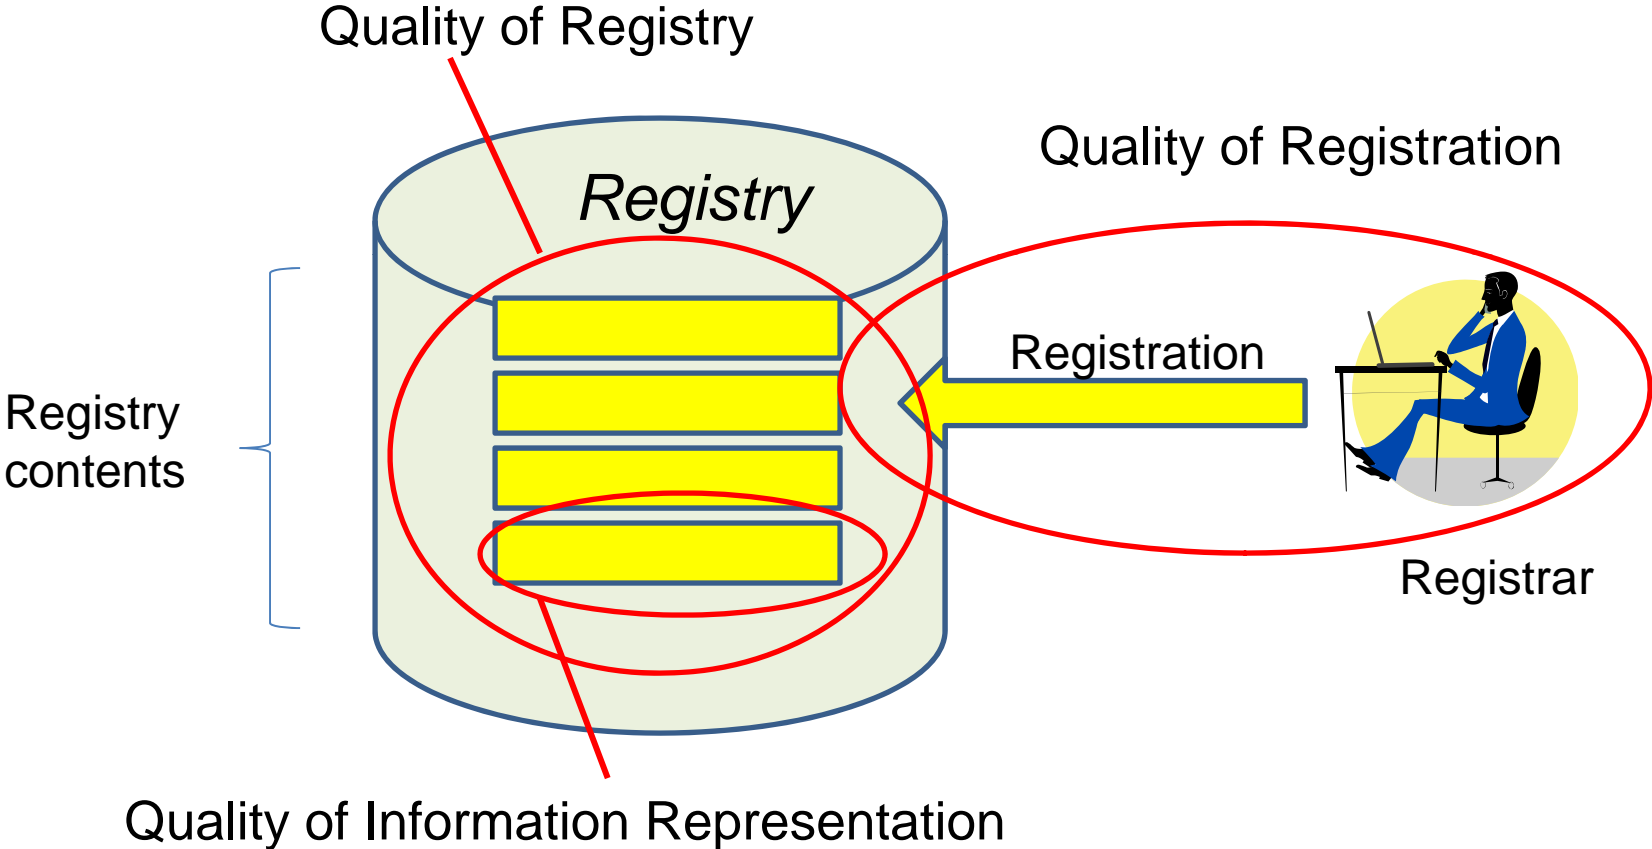 Quality of Registry
Quality of Registration
Registry
Registration
Registry
contents
Registrar
Quality of Information Representation